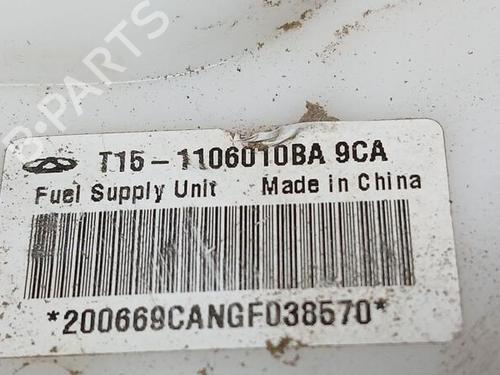 B-PARTS
T15-1106010BA 9CA
Fuel Supply Unit Made in China
*200669CANGF038570*